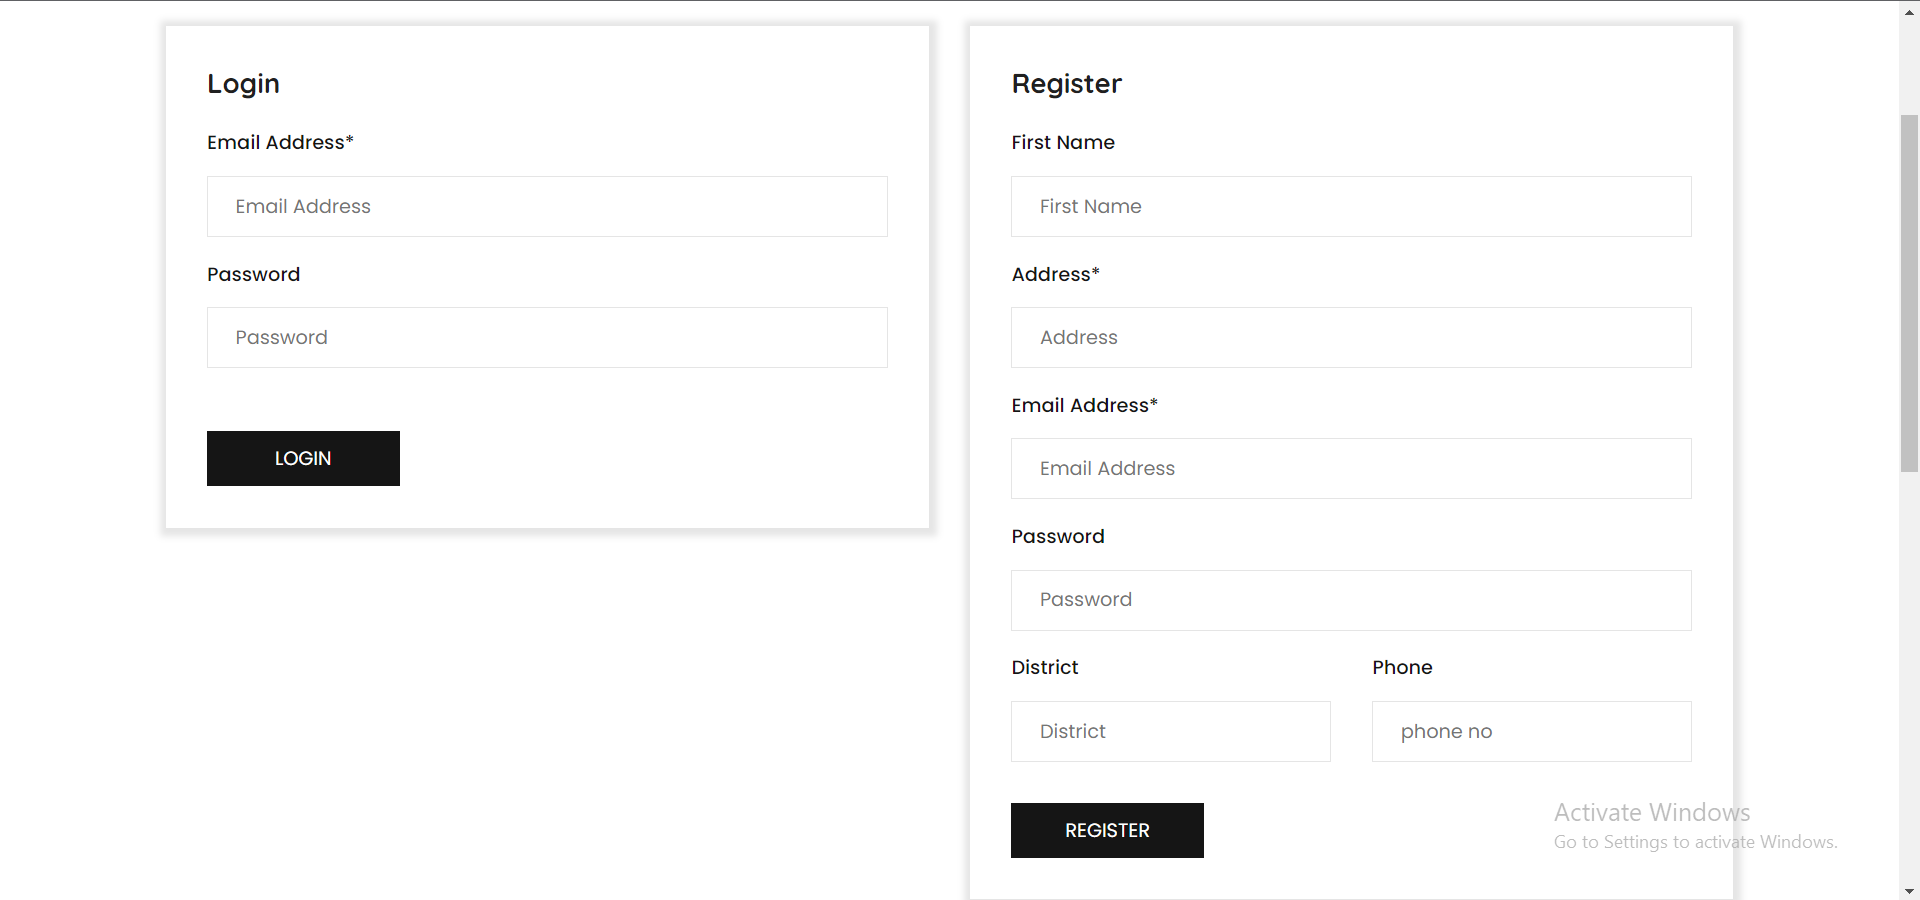 Login
Email Address*
Email Address
Password
Password
LOGIN
Register
First Name
First Name
Address*
Address
Email Address*
Email Address
Password
Password
District
Phone
District
phone no
REGISTER
Activate Windows
Go to Settings to activate Windows.